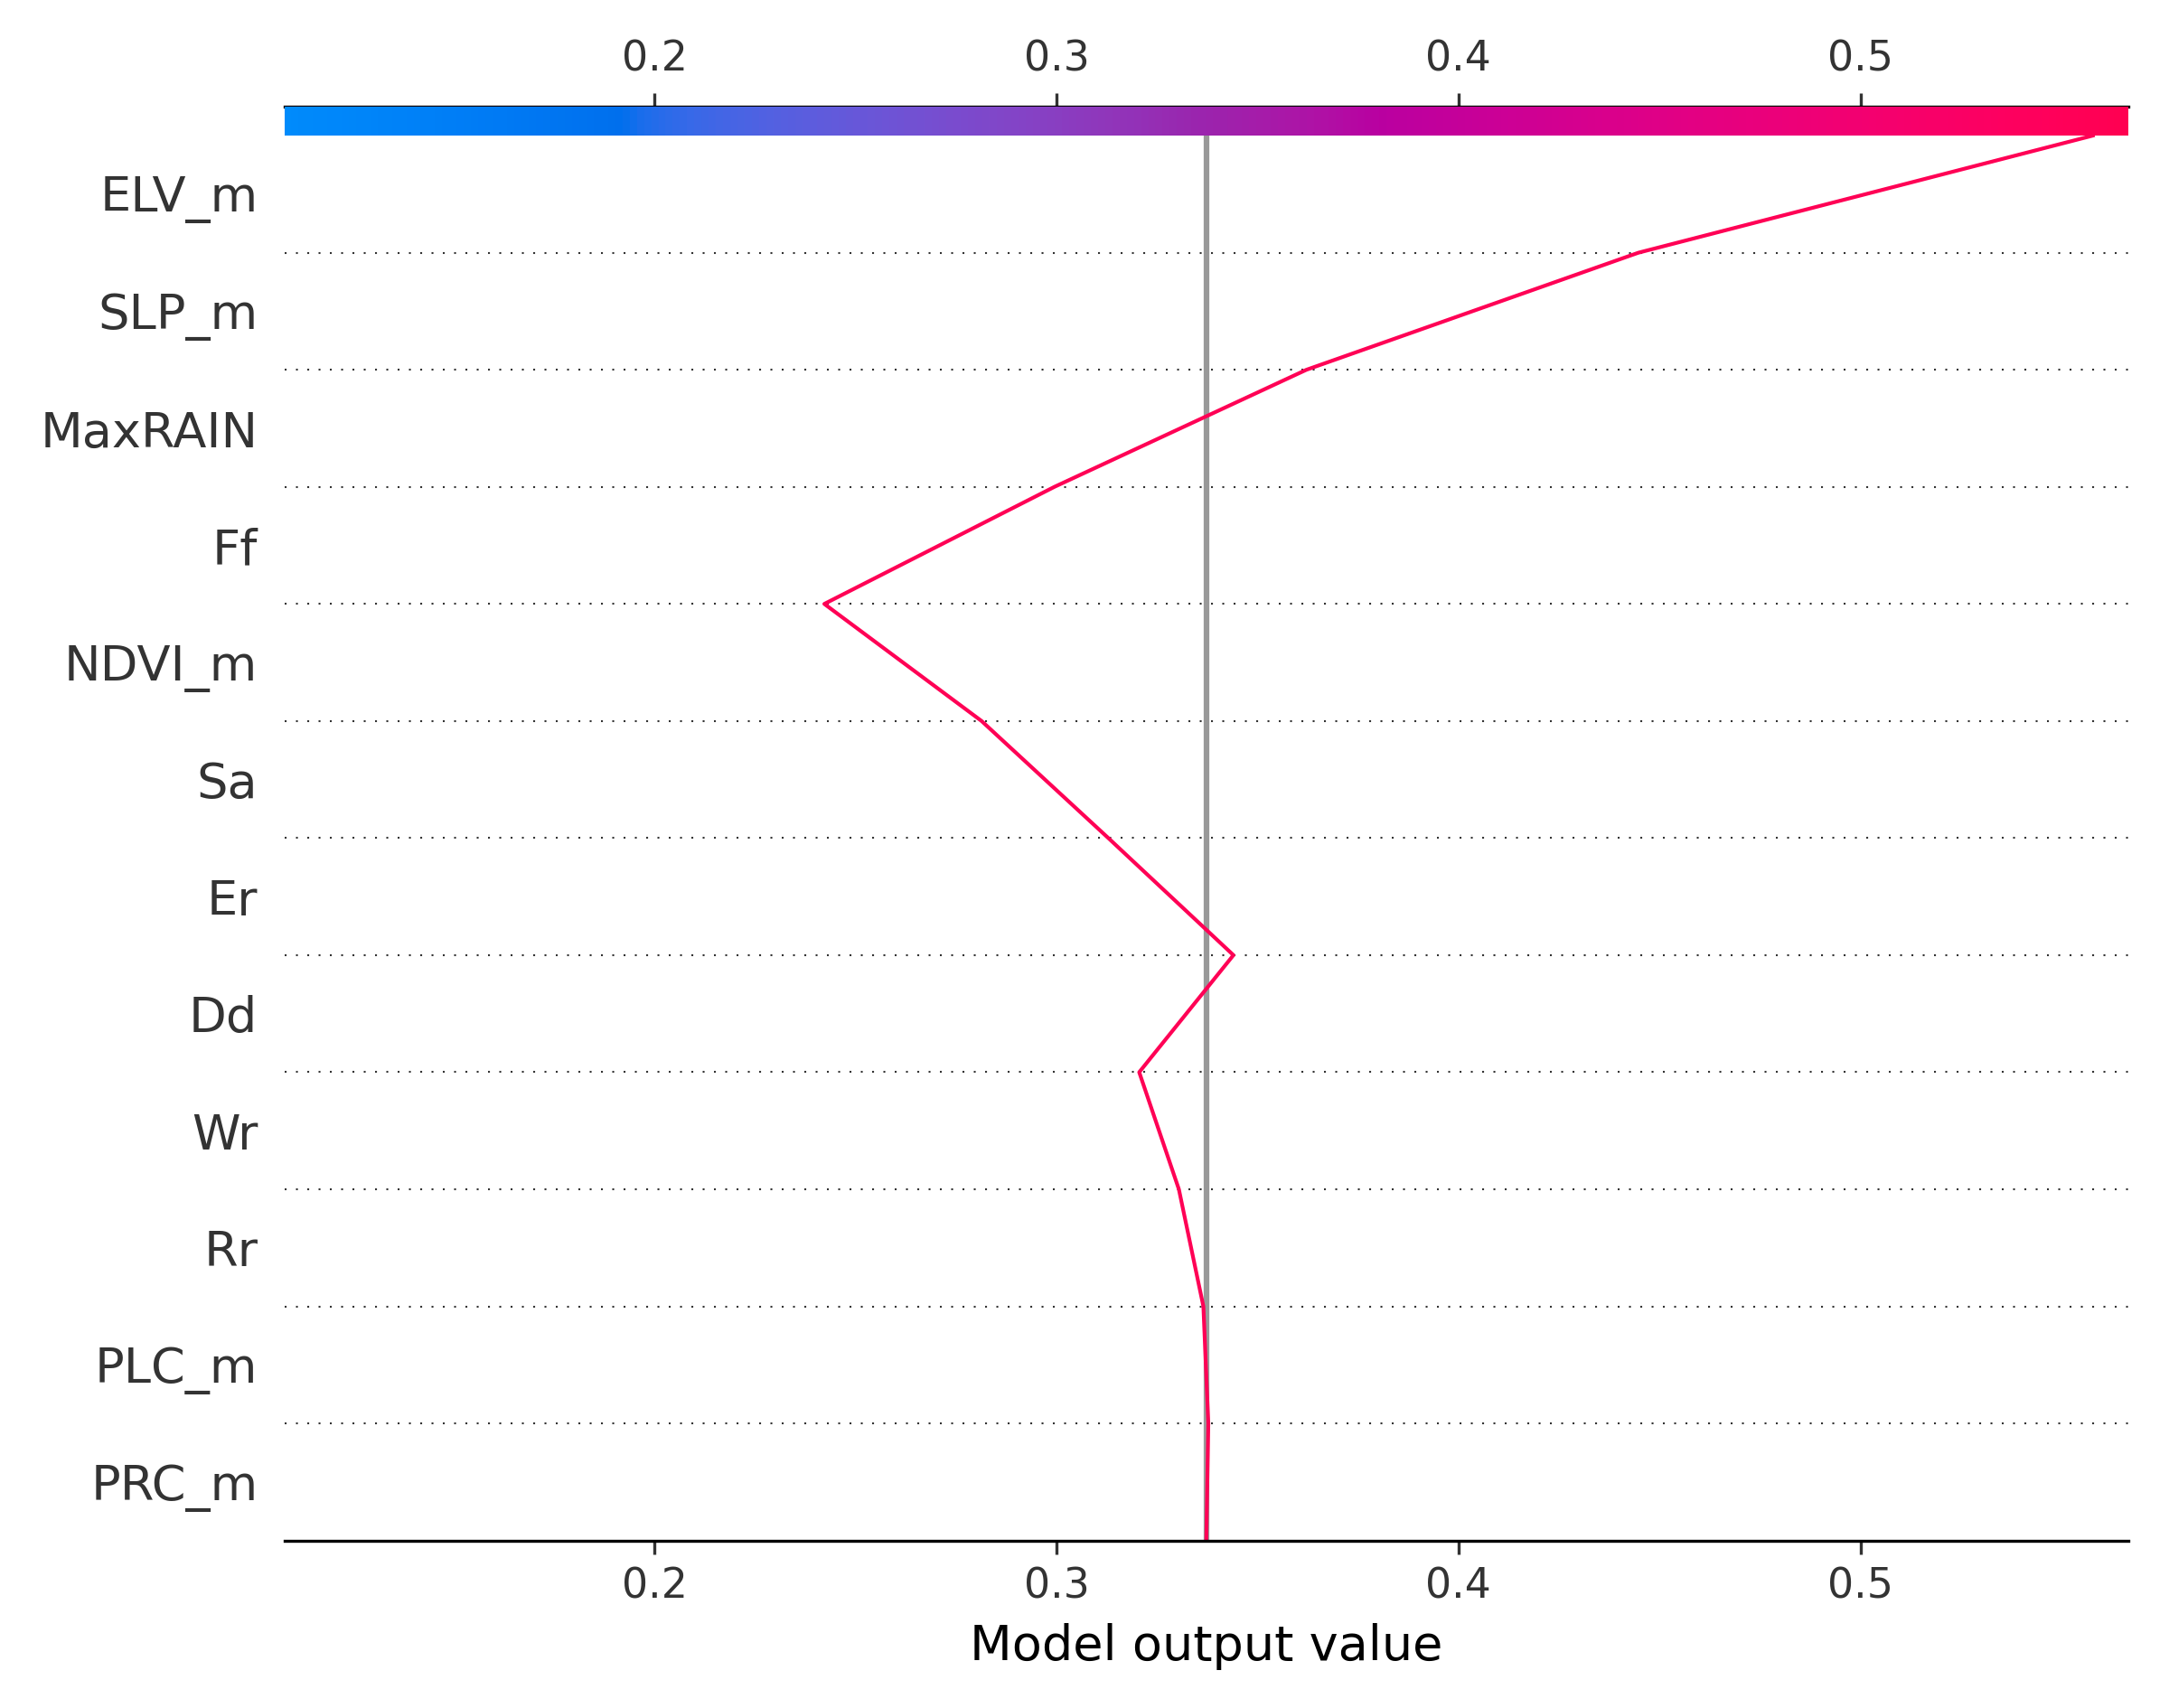 0.2 0.3 0.4 0.5
ELV_m
SLP_m
MaxRAIN
Ff
NDVI_m
Sa
Er
Dd
Wr
Rr
PLC_m
PRC_m
0.2 0.3 0.4 0.5
Model output value